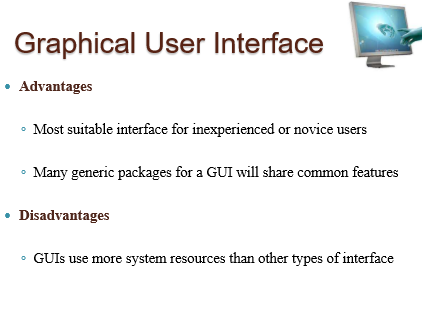 Graphical User Interface
• Advantages
◦ Most suitable interface for inexperienced or novice users
◦ Many generic packages for a GUI will share common features
• Disadvantages
◦ GUIs use more system resources than other types of interface